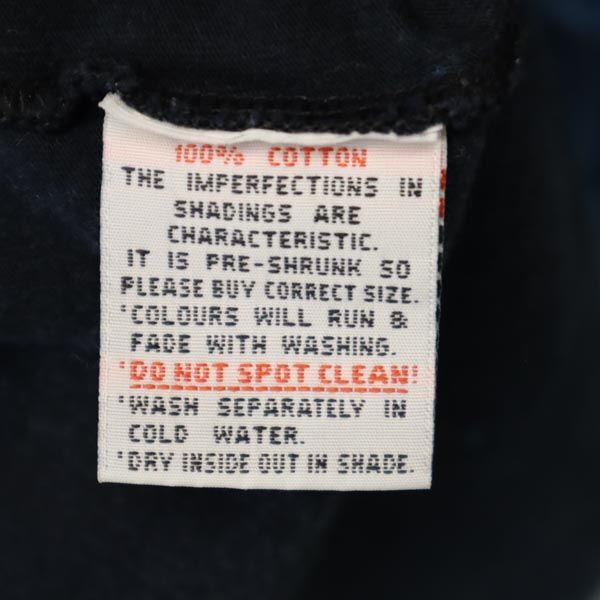 100% COTTON
THE IMPERFECTIONS IN
SHADINGS ARE
CHARACTERISTIC.
IT IS PRE-SHRUNK SO
PLEASE BUY CORRECT SIZE.
'COLOURS WILL RUN &
FADE WITH WASHING.
'DO NOT SPOT CLEAN!
'WASH SEPARATELY IN
COLD WATER.
'DRY INSIDE OUT IN SHADE.